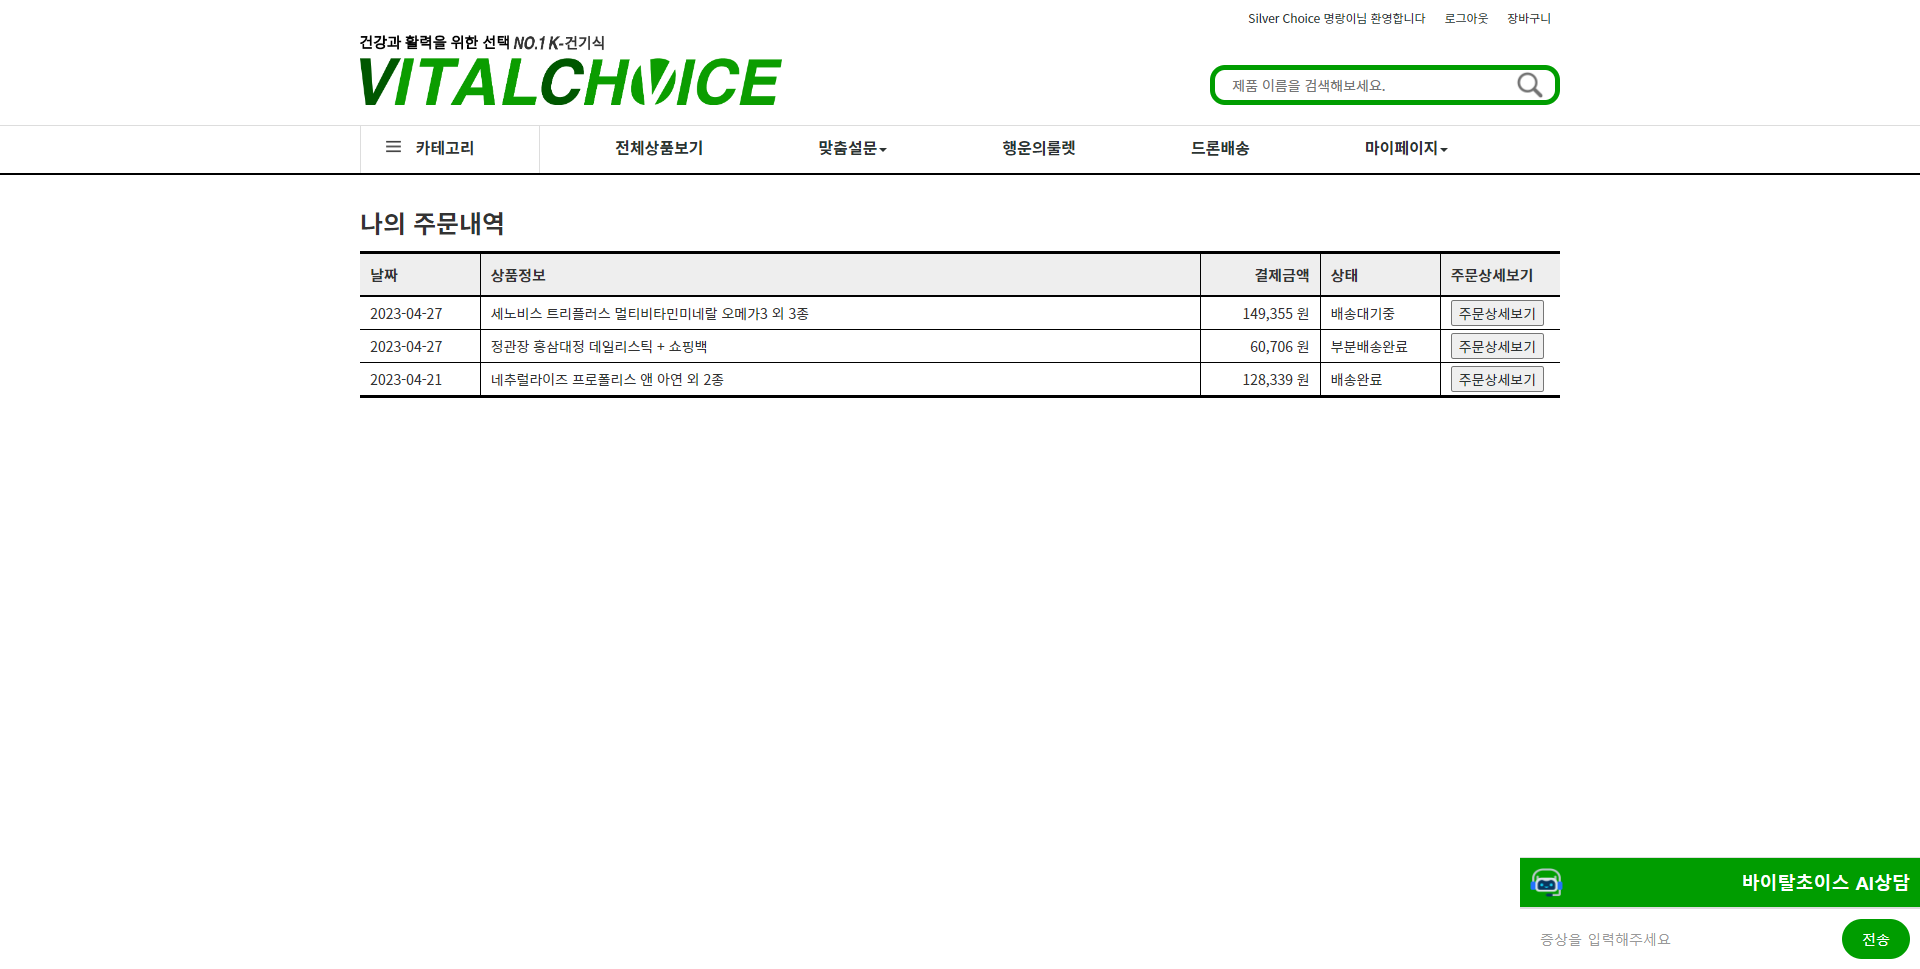 Silver Choice 명랑이님 환영합니다 로그아웃 장바구니
건강과 활력을 위한 선택 NO.1 K-건기식
VITALCHOICE
제품 이름을 검색해보세요.
카테고리 전체상품보기 맞춤설문 행운의룰렛 드론배송 마이페이지
나의 주문내역
날짜 상품정보 결제금액 상태 주문상세보기
2023-04-27 세노비스 트리플러스 멀티비타민미네랄 오메가3 외 3종 149,355 원 배송대기중 주문상세보기
2023-04-27 정관장 홍삼대정 데일리스틱 + 쇼핑백 60,706 원 부분배송완료 주문상세보기
2023-04-21 네추럴라이즈 프로폴리스 앤 아연 외 2종 128,339 원 배송완료 주문상세보기
바이탈초이스 AI상담
증상을 입력해주세요 전송